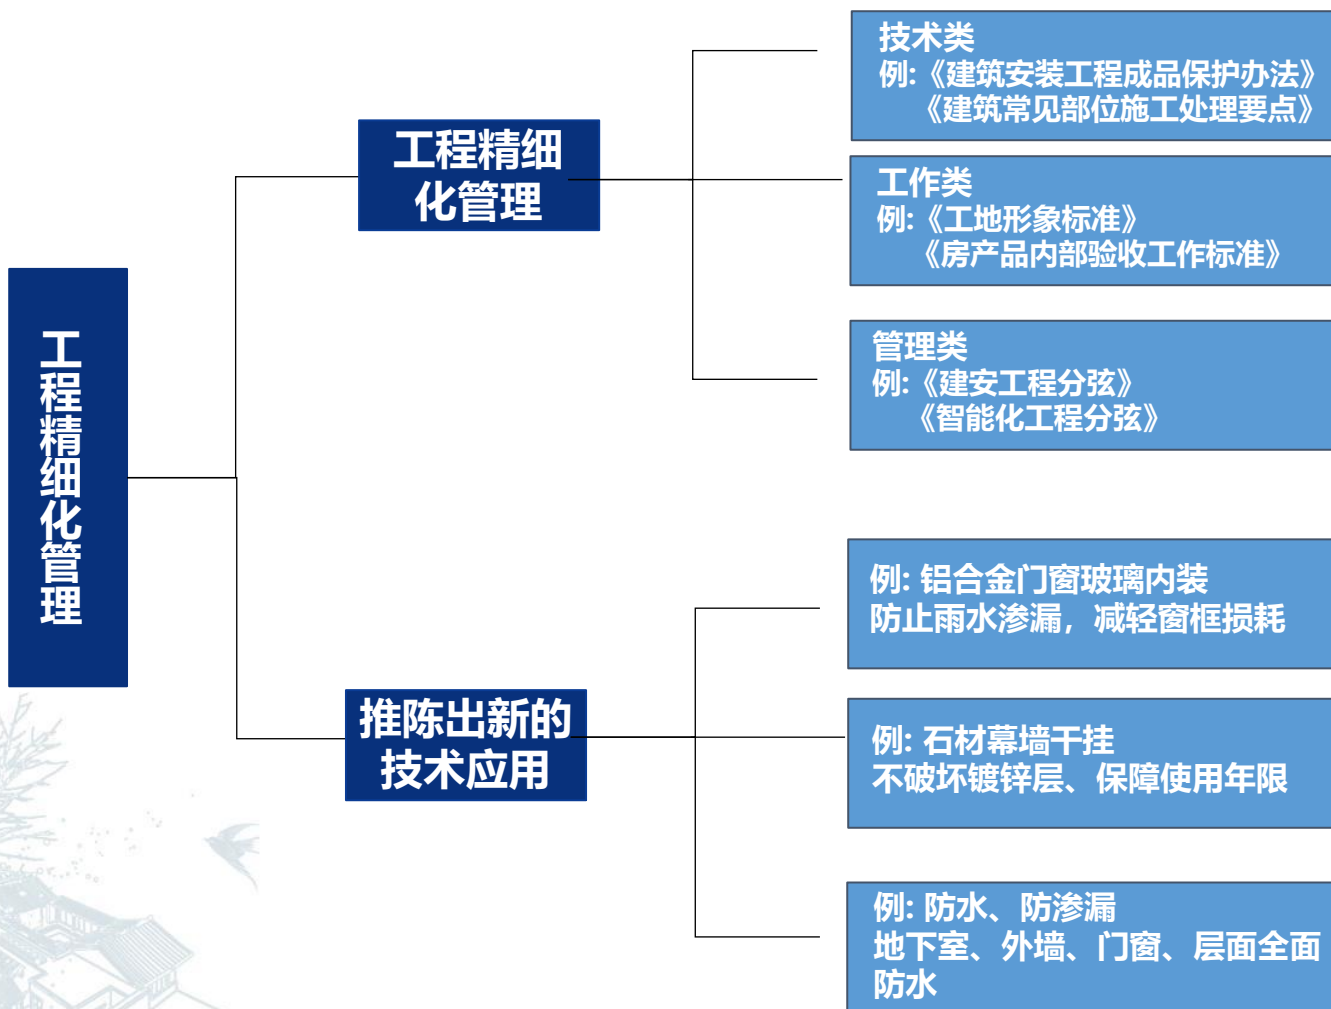 工程精细化管理
工程精细
化管理
技术类
例:《建筑安装工程成品保护办法》
《建筑常见部位施工处理要点》
工作类
例:《工地形象标准》
《房产品内部验收工作标准》
管理类
例:《建安工程分弦》
《智能化工程分弦》
推陈出新的
技术应用
例: 铝合金门窗玻璃内装
防止雨水渗漏，减轻窗框损耗
例: 石材幕墙干挂
不破坏镀锌层、保障使用年限
例: 防水、防渗漏
地下室、外墙、门窗、层面全面
防水